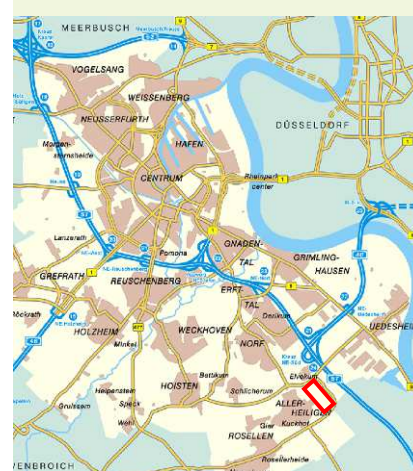 MEERBUSCH
VOGELSANG
WEISSENBERG
NEUSSERFURTH
DÜSSELDORF
HAFEN
CENTRUM
Rheinpark
center
Lanzerath
Pomona
GNADEN-
TAL
GRIMLING-
HAUSEN
GREFRATH
REUSCHENBERG
ERFT-
TAL
Röckrath
HOLZHEIM
WECKHOVEN
Derikum
NORF
UEDESHEIM
Minkel
Bettikum
Elvekum
Helpenstein
HOISTEN
Schlicherum
ALLER-
HEILIGEN
Speck
Gruissem
Wehl
Gier
Kuckhof
ROSELLEN
Rosellerheide
VENBROICH